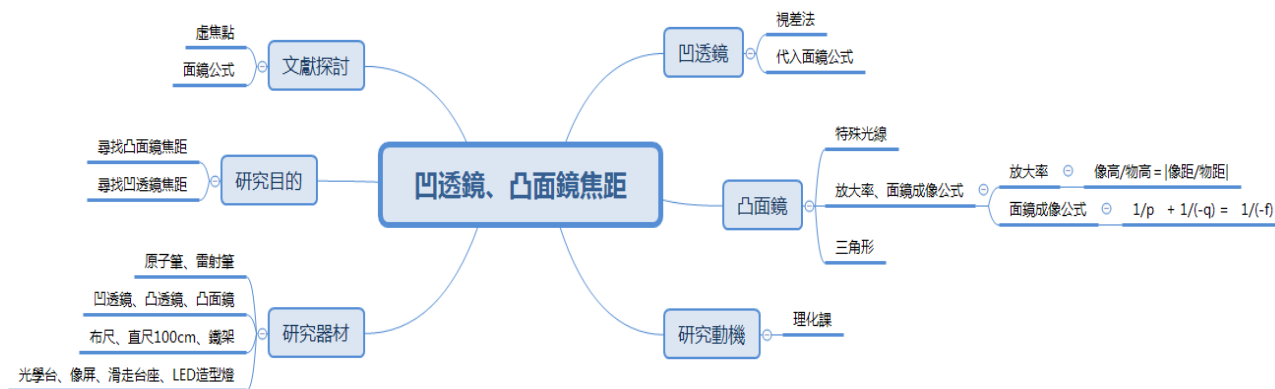 凹透鏡、凸面鏡焦距
文獻探討
虛焦點
面鏡公式
研究目的
尋找凸面鏡焦距
尋找凹透鏡焦距
研究器材
原子筆、雷射筆
凹透鏡、凸透鏡、凸面鏡
布尺、直尺100cm、鐵架
光學台、像屏、滑走台座、LED造型燈
凹透鏡
視差法
代入面鏡公式
凸面鏡
特殊光線
放大率、面鏡成像公式
放大率
像高/物高 = |像距/物距|
面鏡成像公式
1/p + 1/(-q) = 1/(-f)
三角形
研究動機
理化課